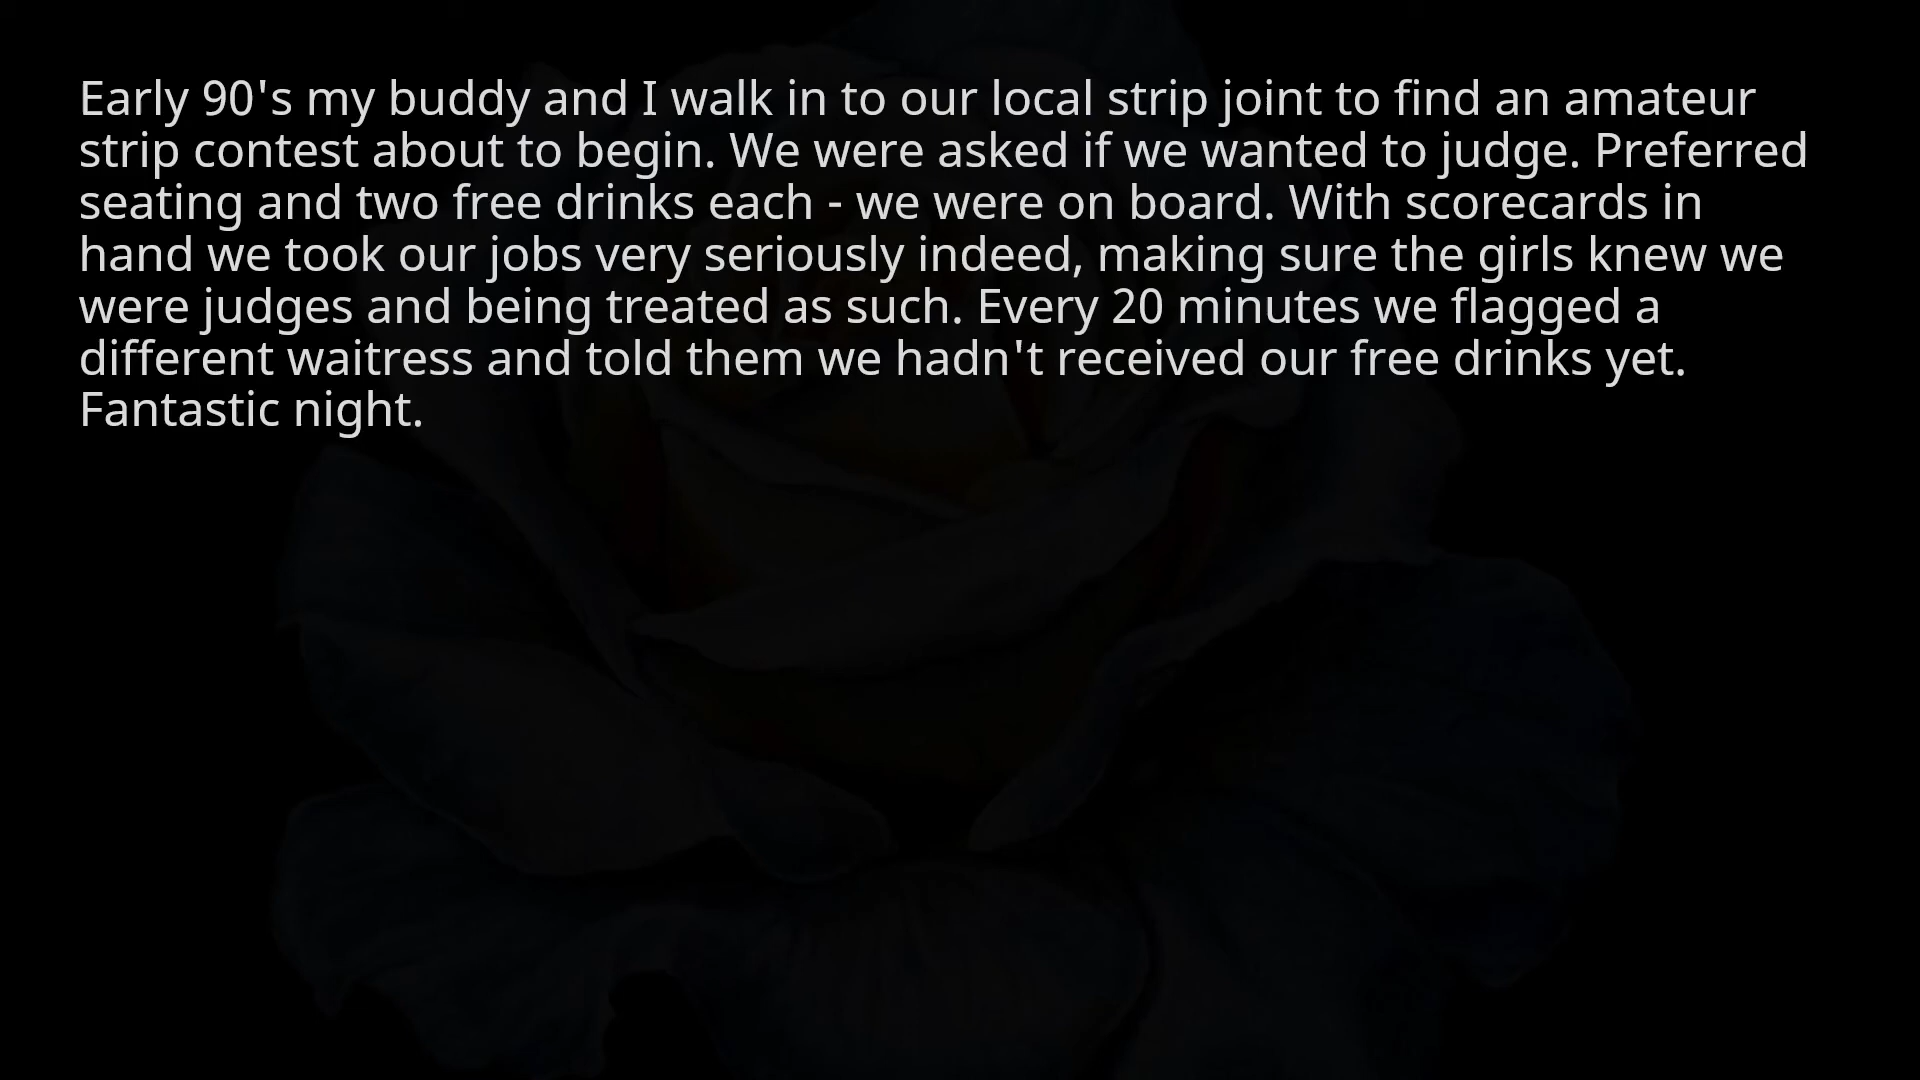 Early 90's my buddy and I walk in to our local strip joint to find an amateur
strip contest about to begin. We were asked if we wanted to judge. Preferred
seating and two free drinks each - we were on board. With scorecards in
hand we took our jobs very seriously indeed, making sure the girls knew we
were judges and being treated as such. Every 20 minutes we flagged a
different waitress and told them we hadn't received our free drinks yet.
Fantastic night.